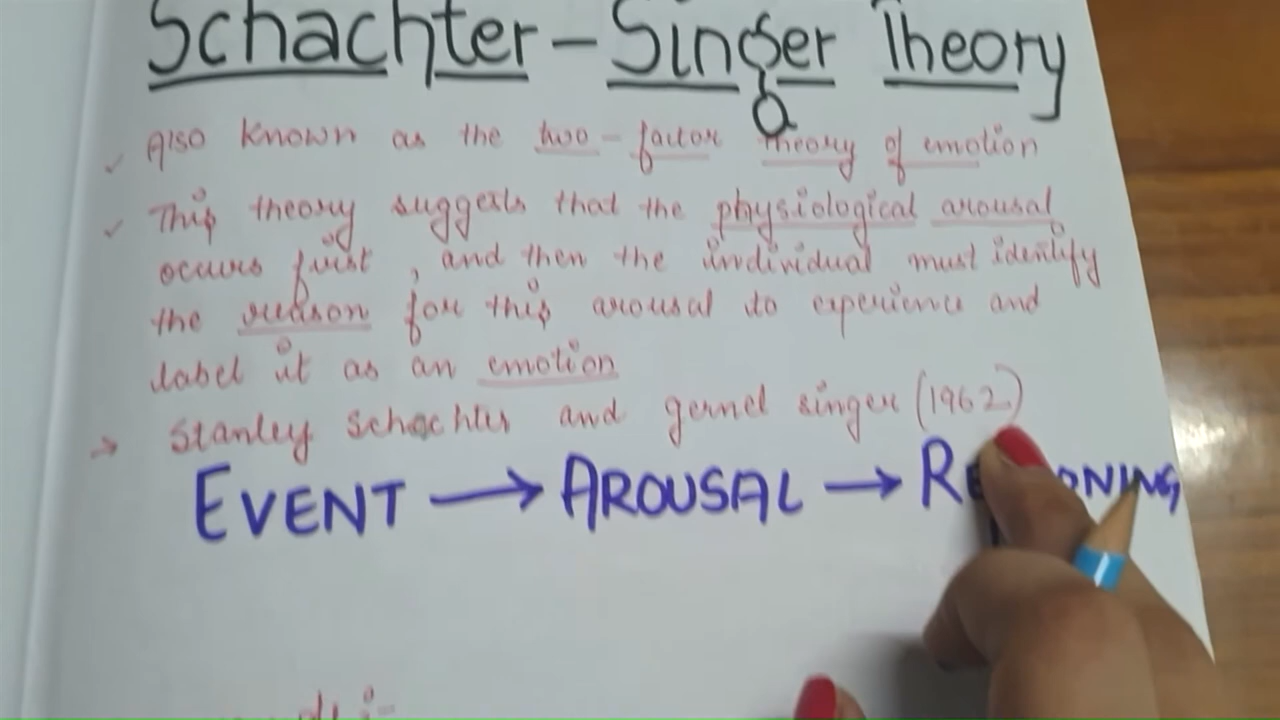 Schachter - Singer Theory
✓ Also known as the two-factor theory of emotion
✓ This theory suggests that the physiological arousal
occurs first, and then the individual must identify
the reason for this arousal to experience and
label it as an emotion
→ Stanley Schachter and gernel singer (1962)
EVENT → AROUSAL →